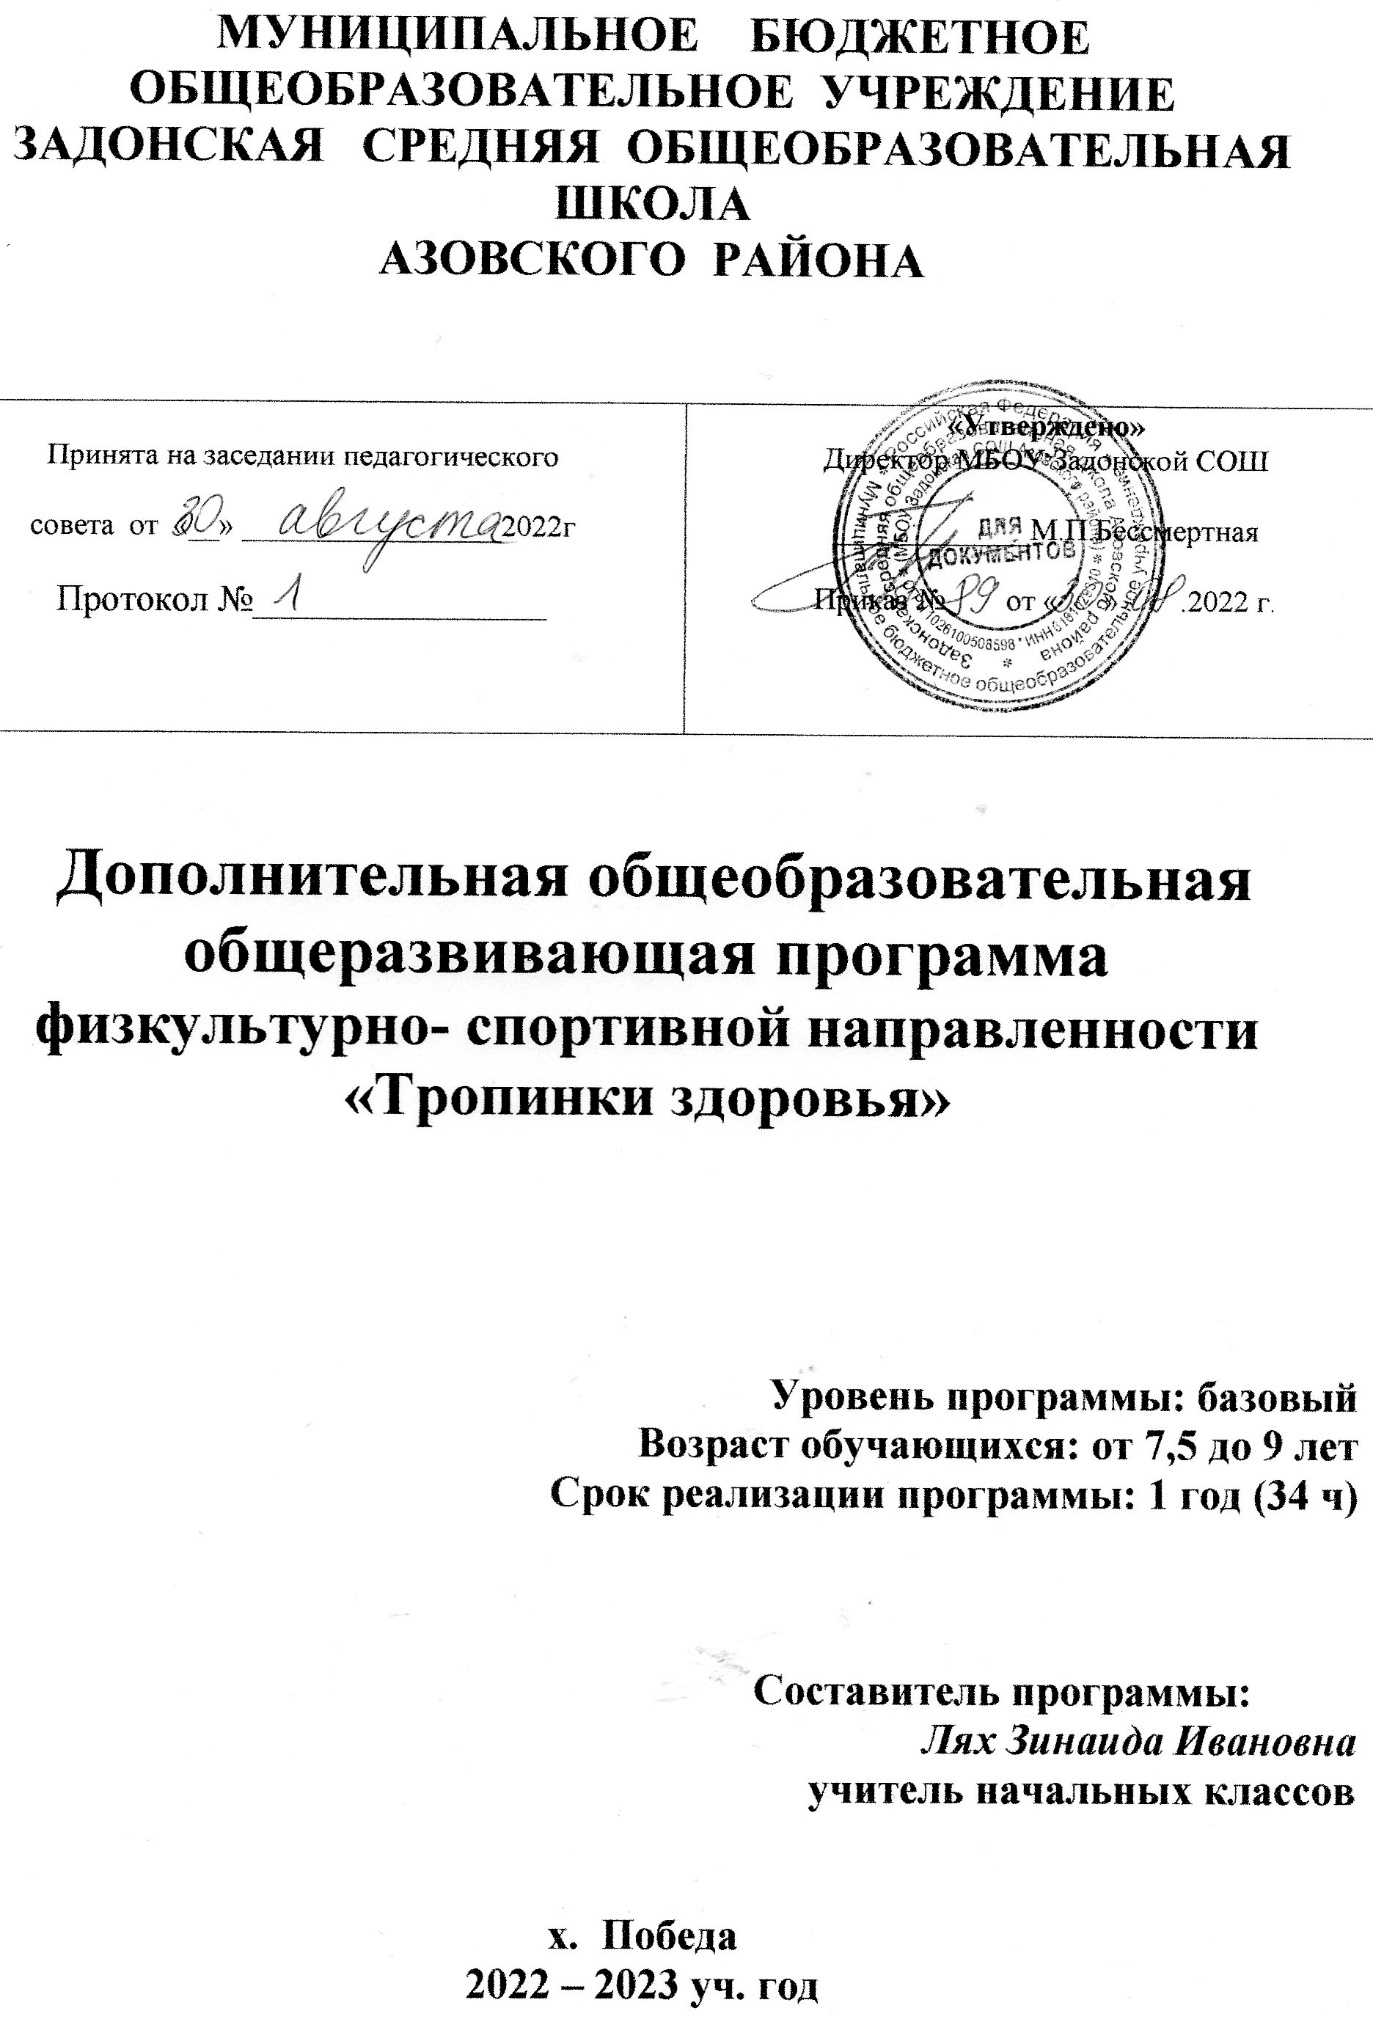 МУНИЦИПАЛЬНОЕ БЮДЖЕТНОЕ
ОБЩЕОБРАЗОВАТЕЛЬНОЕ УЧРЕЖДЕНИЕ
ЗАДОНСКАЯ СРЕДНЯЯ ОБЩЕОБРАЗОВАТЕЛЬНАЯ
ШКОЛА
АЗОВСКОГО РАЙОНА
Принята на заседании педагогического
совета от «30» августа 2022г
Протокол № 1
«Утверждено»
Директор МБОУ Задонской СОШ
М.П.Бессмертная
Приказ № 99 от 08.2022 г.
ДЛЯ
ДОКУМЕНТОВ
Дополнительная общеобразовательная
общеразвивающая программа
физкультурно- спортивной направленности
«Тропинки здоровья»
Уровень программы: базовый
Возраст обучающихся: от 7,5 до 9 лет
Срок реализации программы: 1 год (34 ч)
Составитель программы:
Лях Зинаида Ивановна
учитель начальных классов
х. Победа
2022 – 2023 уч. год